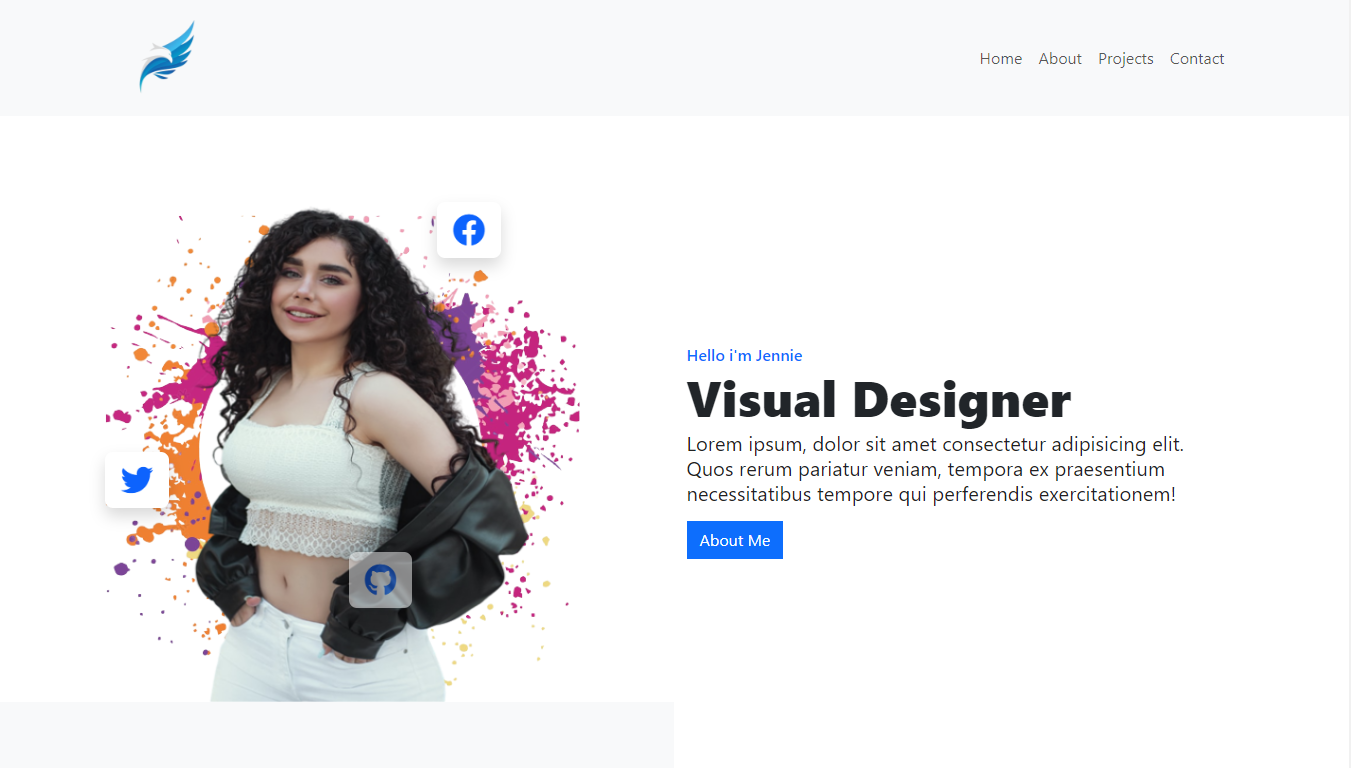 Home About Projects Contact
Hello i'm Jennie
Visual Designer
Lorem ipsum, dolor sit amet consectetur adipisicing elit.
Quos rerum pariatur veniam, tempora ex praesentium
necessitatibus tempore qui perferendis exercitationem!
About Me